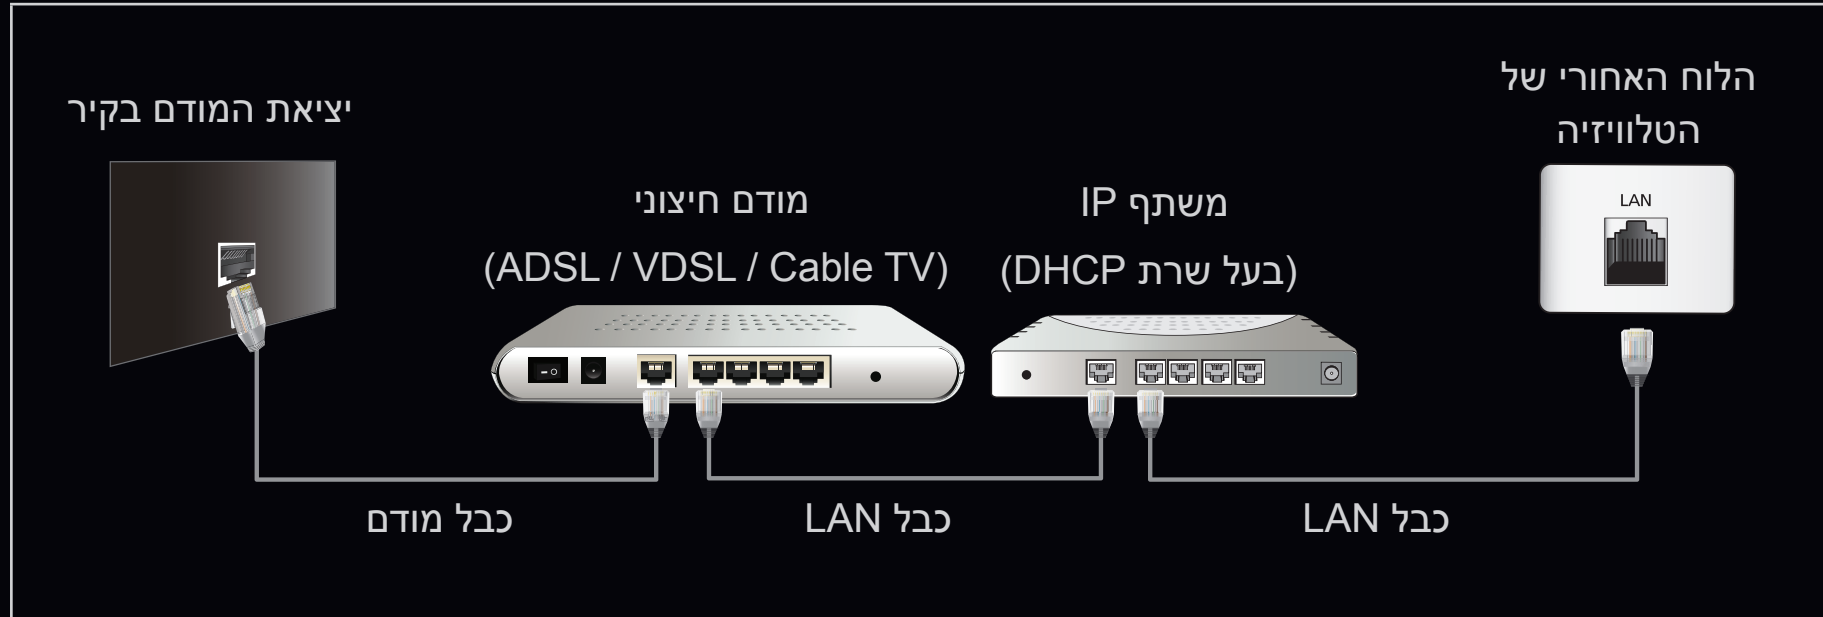 הלוח האחורי של
הטלוויזיה
LAN
משתף IP
(בעל שרת DHCP)
מודם חיצוני
(ADSL / VDSL / Cable TV)
יציאת המודם בקיר
כבל LAN
כבל LAN
כבל מודם